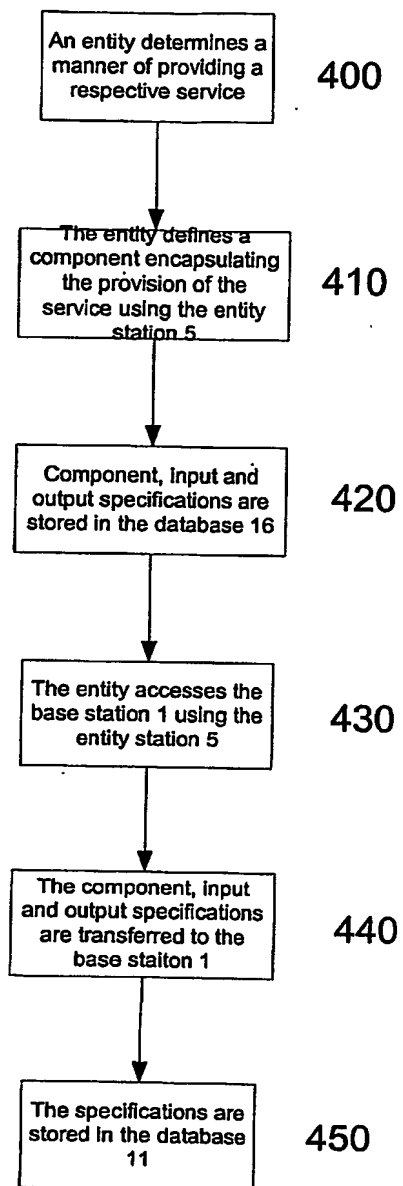 An entity determines a
manner of providing a
respective service
400
The entity defines a
component encapsulating
the provision of the
service using the entity
station 5
410
Component, input and
output specifications are
stored in the database 16
420
The entity accesses the
base station 1 using the
entity station 5
430
The component, input
and output specifications
are transferred to the
base staiton 1
440
The specifications are
stored in the database
11
450